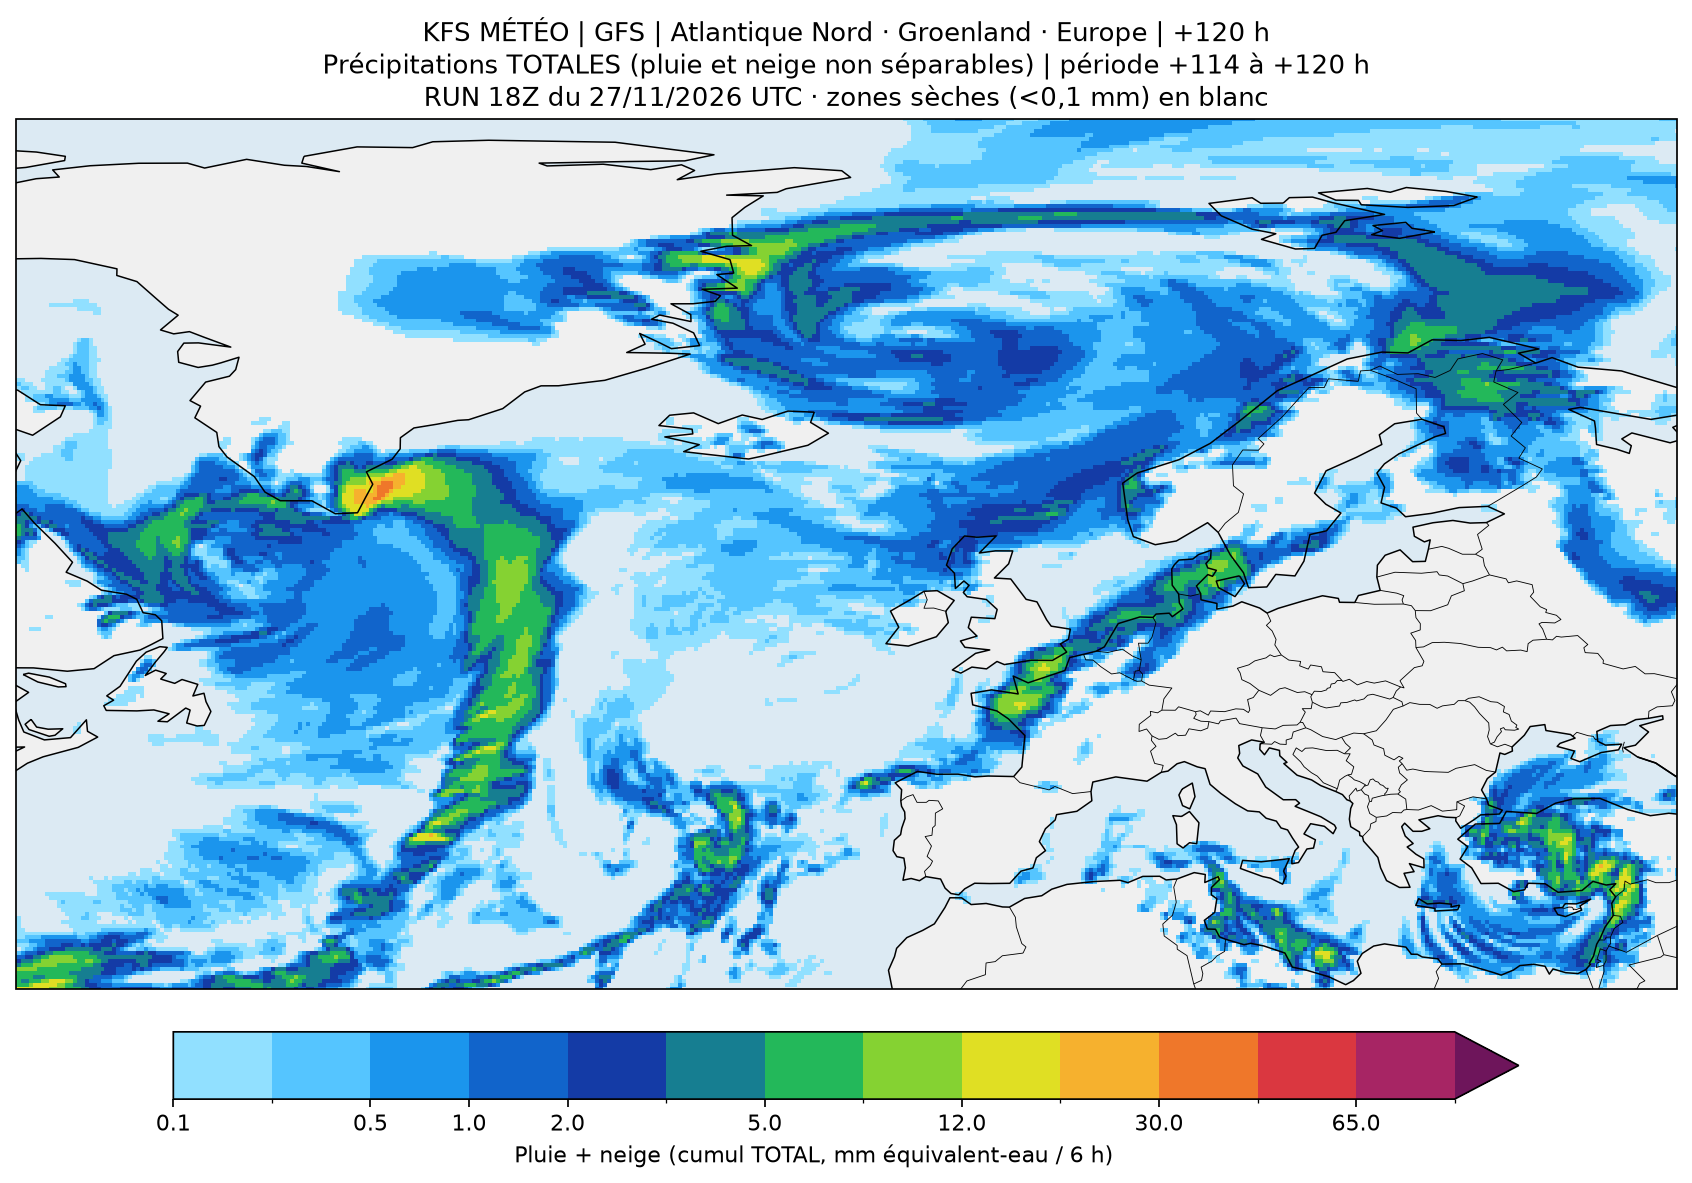 KFS MÉTÉO | GFS | Atlantique Nord · Groenland · Europe | +120 h
Précipitations TOTALES (pluie et neige non séparables) | période +114 à +120 h
RUN 18Z du 27/11/2026 UTC · zones sèches (<0,1 mm) en blanc
0.1 0.5 1.0 2.0 5.0 12.0 30.0 65.0
Pluie + neige (cumul TOTAL, mm équivalent-eau / 6 h)